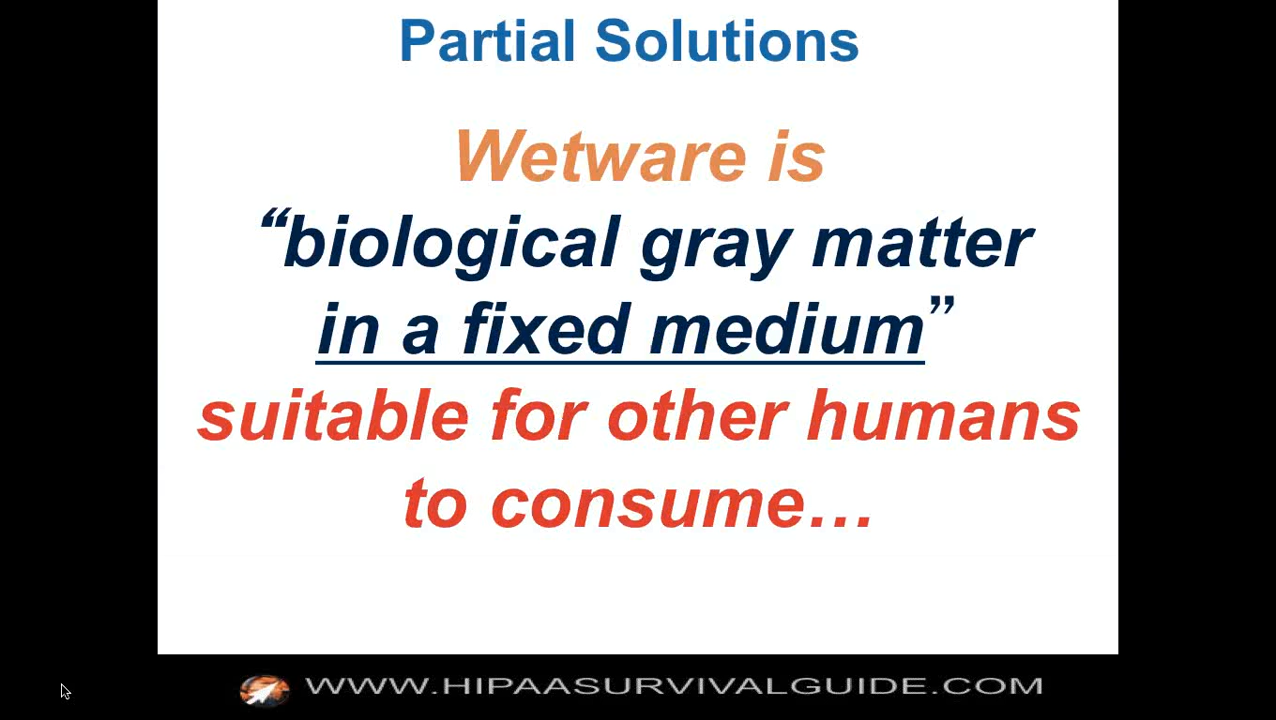 Partial Solutions
Wetware is
“biological gray matter
in a fixed medium”
suitable for other humans
to consume…
WWW.HIPAASURVIVALGUIDE.COM